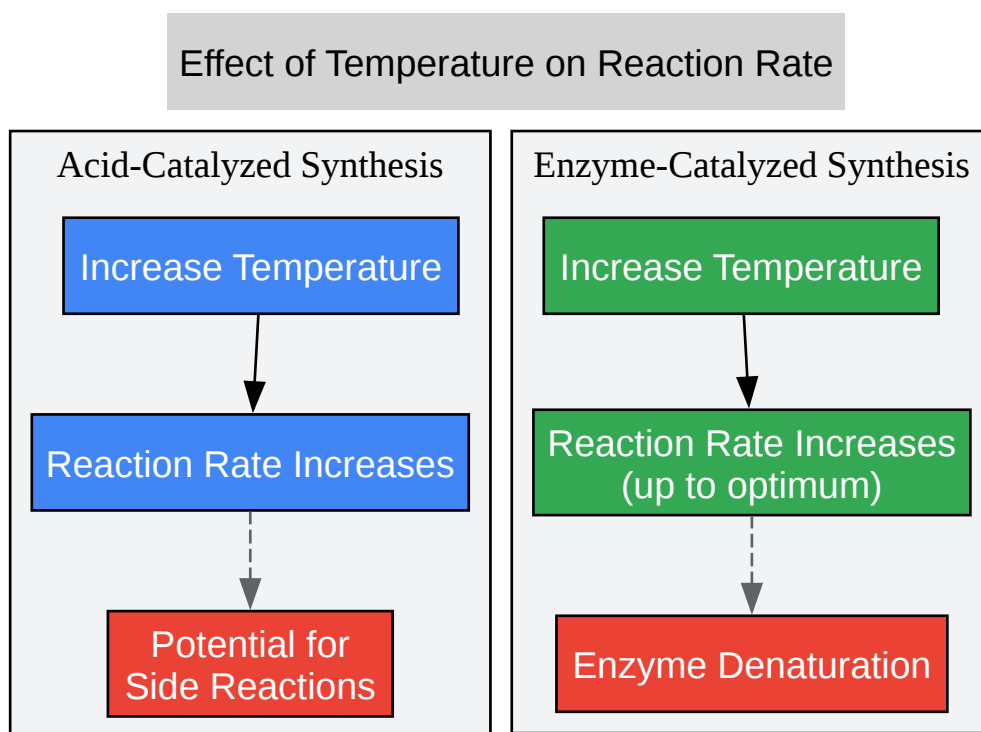 Effect of Temperature on Reaction Rate
Acid-Catalyzed Synthesis
Increase Temperature
Reaction Rate Increases
Potential for
Side Reactions
Enzyme-Catalyzed Synthesis
Increase Temperature
Reaction Rate Increases
(up to optimum)
Enzyme Denaturation